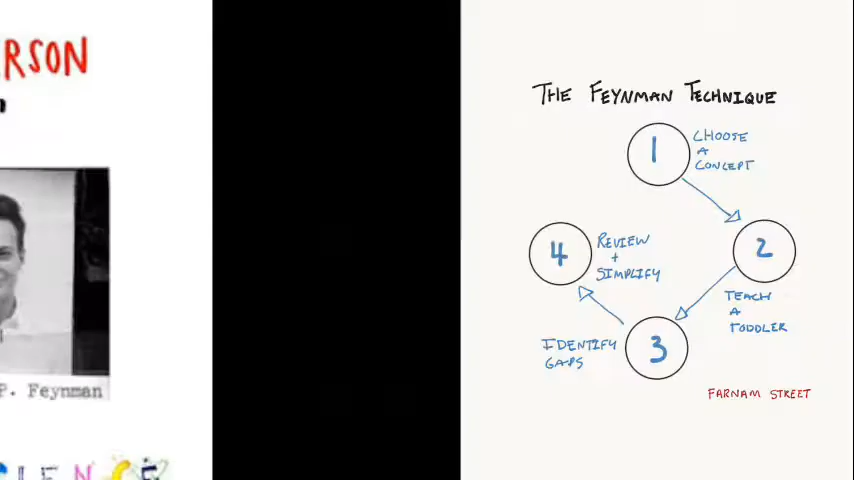 RSON
P. Feynman
IENCE
THE FEYNMAN TECHNIQUE
1
CHOOSE
A
CONCEPT
2
TEACH
A
TODDLER
3
IDENTIFY
GAPS
4
REVIEW
+
SIMPLIFY
FARNAM STREET